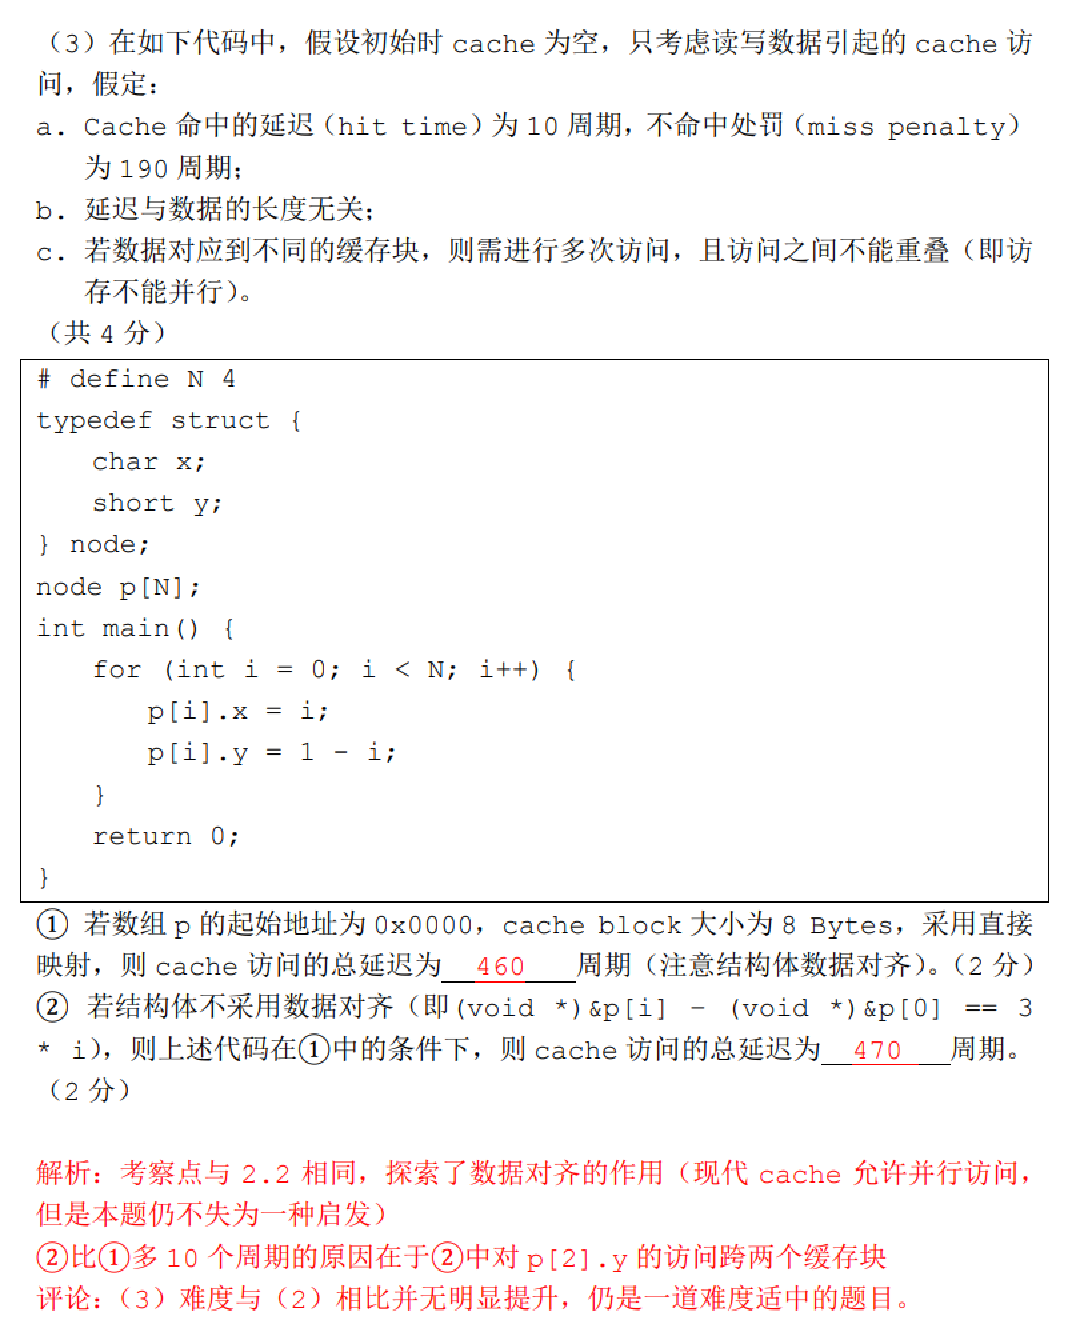 （3）在如下代码中，假设初始时 cache 为空，只考虑读写数据引起的 cache 访
问，假定：
a. Cache 命中的延迟（hit time）为 10 周期，不命中处罚（miss penalty）
为 190 周期；
b. 延迟与数据的长度无关；
c. 若数据对应到不同的缓存块，则需进行多次访问，且访问之间不能重叠（即访
存不能并行）。
（共 4 分）
# define N 4
typedef struct {
char x;
short y;
} node;
node p[N];
int main() {
for (int i = 0; i < N; i++) {
p[i].x = i;
p[i].y = 1 - i;
}
return 0;
}
① 若数组 p 的起始地址为 0x0000，cache block 大小为 8 Bytes，采用直接
映射，则 cache 访问的总延迟为 460 周期（注意结构体数据对齐）。（2 分）
② 若结构体不采用数据对齐（即(void *)&p[i] - (void *)&p[0] == 3
* i），则上述代码在①中的条件下，则 cache 访问的总延迟为 470 周期。
（2 分）
解析：考察点与 2.2 相同，探索了数据对齐的作用（现代 cache 允许并行访问，
但是本题仍不失为一种启发）
②比①多 10 个周期的原因在于②中对 p[2].y 的访问跨两个缓存块
评论：（3）难度与（2）相比并无明显提升，仍是一道难度适中的题目。